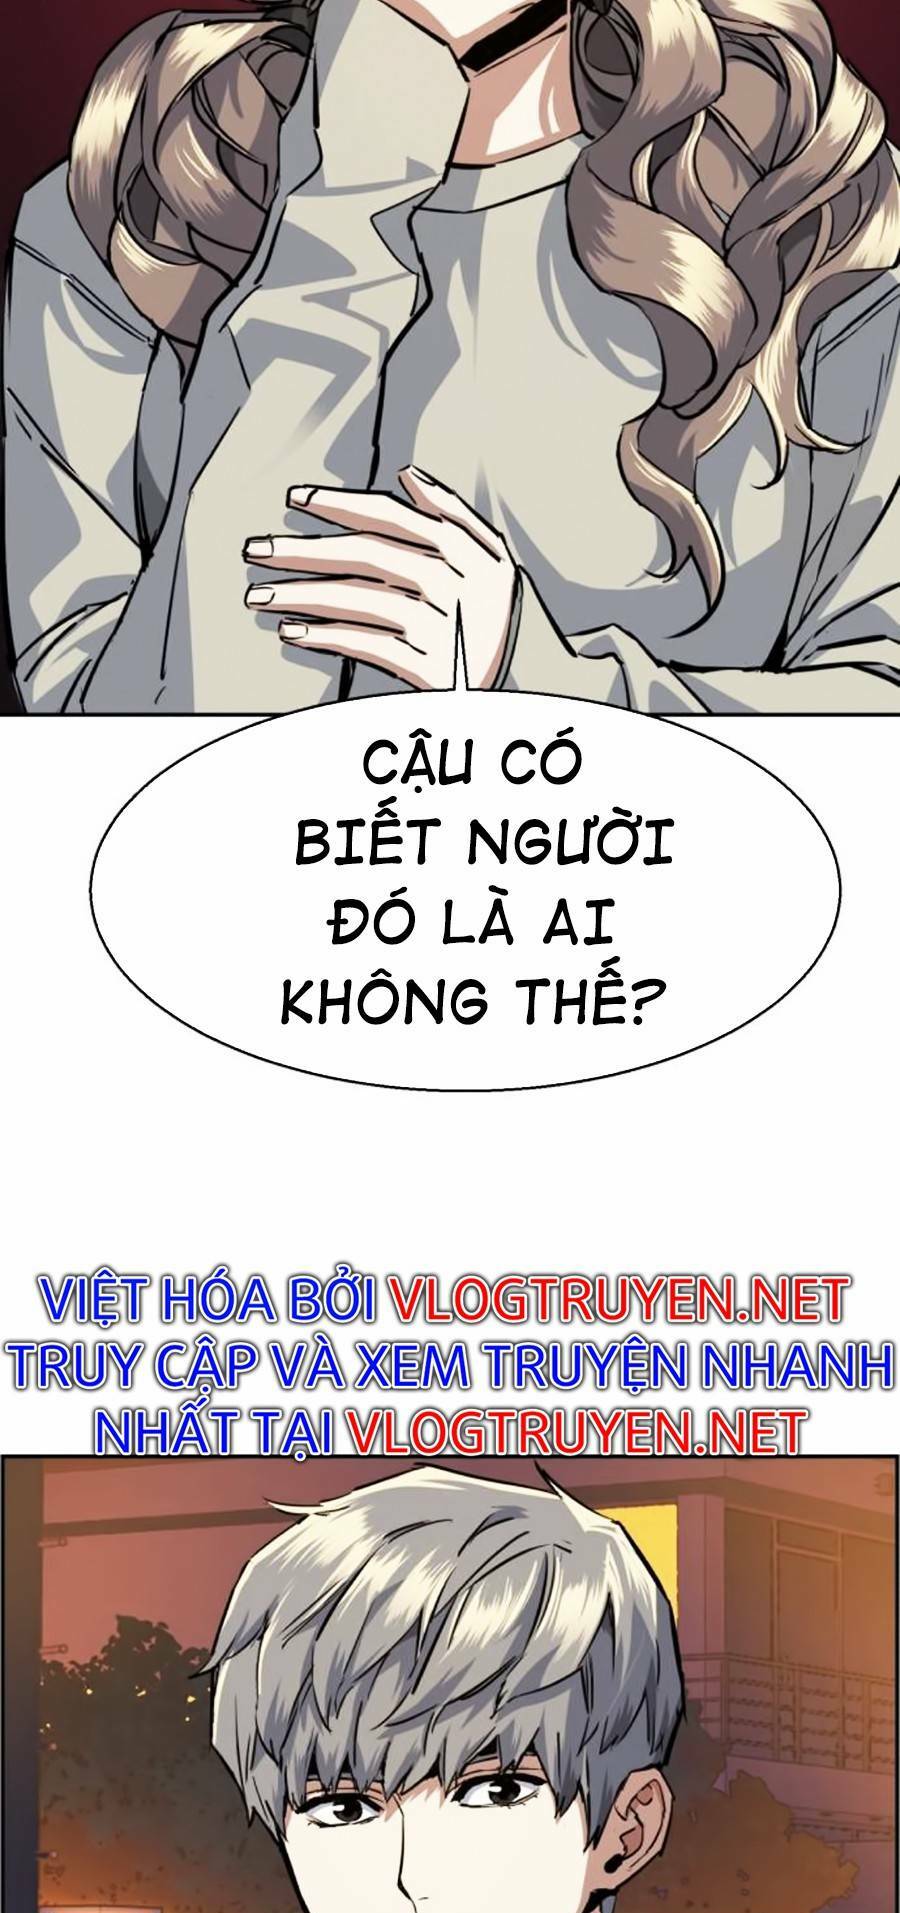 CẬU CÓ
BIẾT NGƯỜI
ĐÓ LÀ AI
KHÔNG THẾ?
VIỆT HÓA BỞI VLOGTRUYEN.NET
TRUY CẬP VÀ XEM TRUYỆN NHANH
NHẤT TẠI VLOGTRUYEN.NET